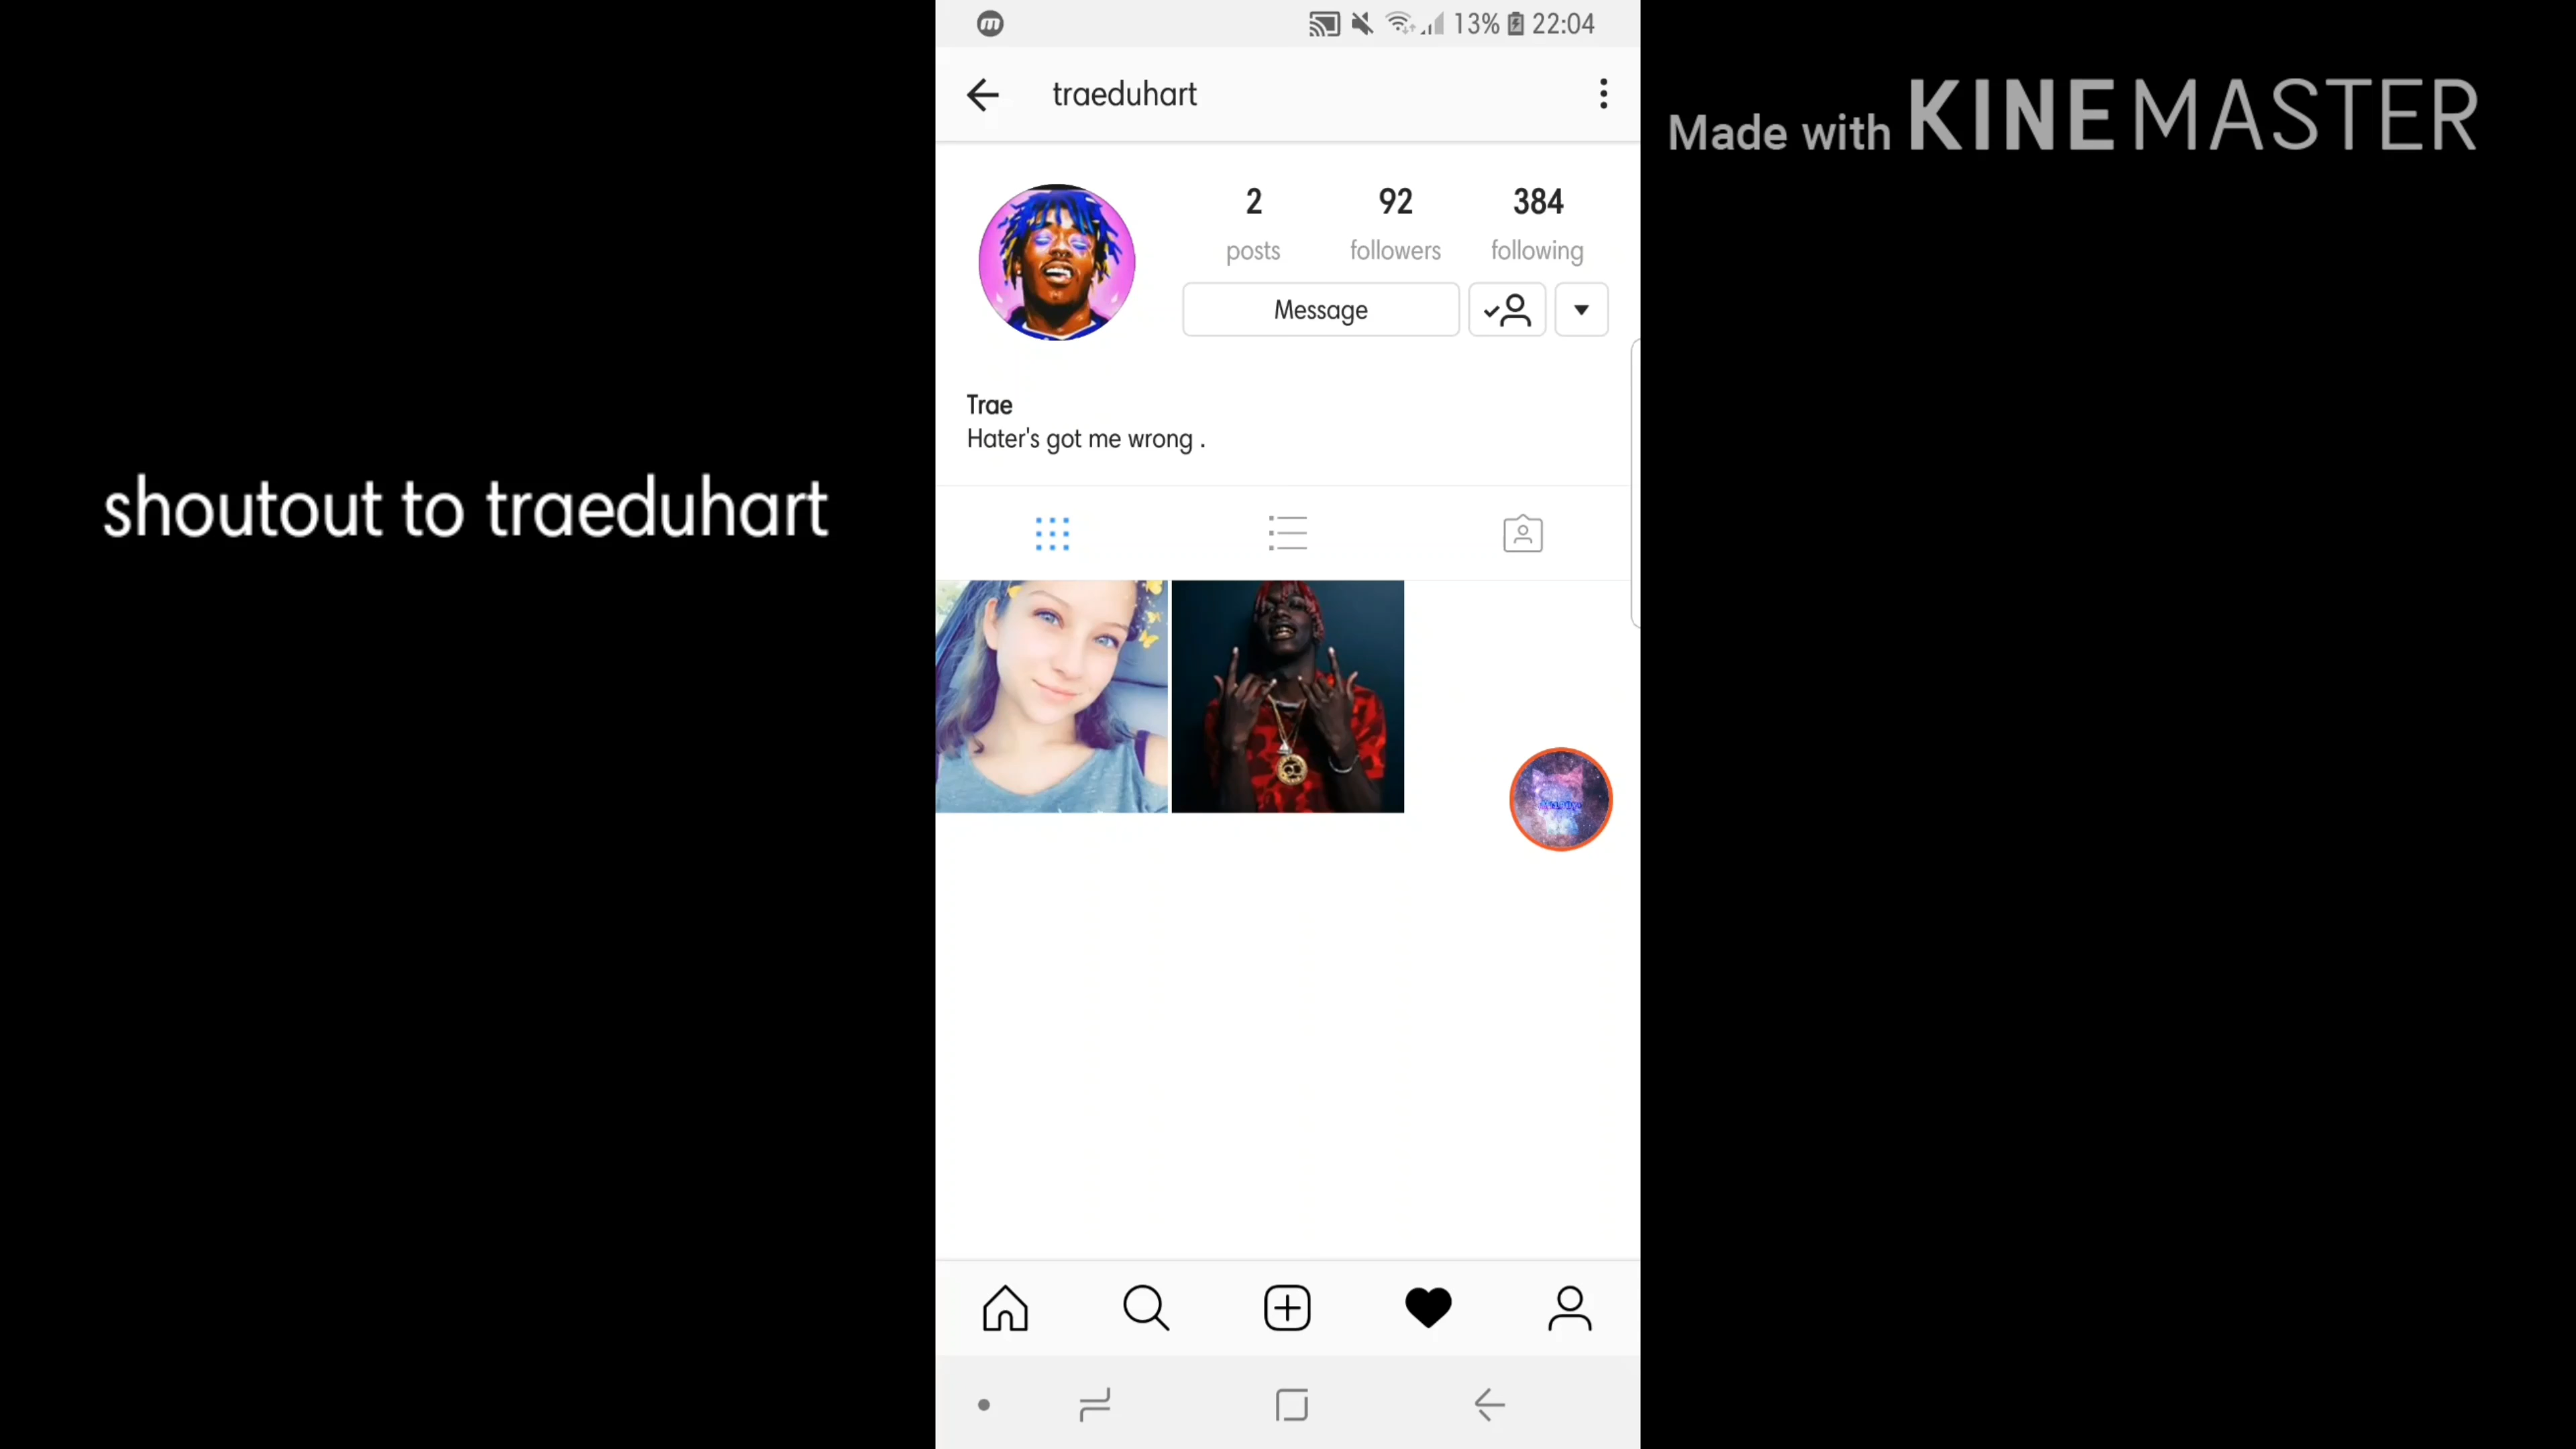 13% 22:04
traeduhart
Made with KINEMASTER
2 92 384
posts followers following
Message
Trae
Hater's got me wrong .
shoutout to traeduhart